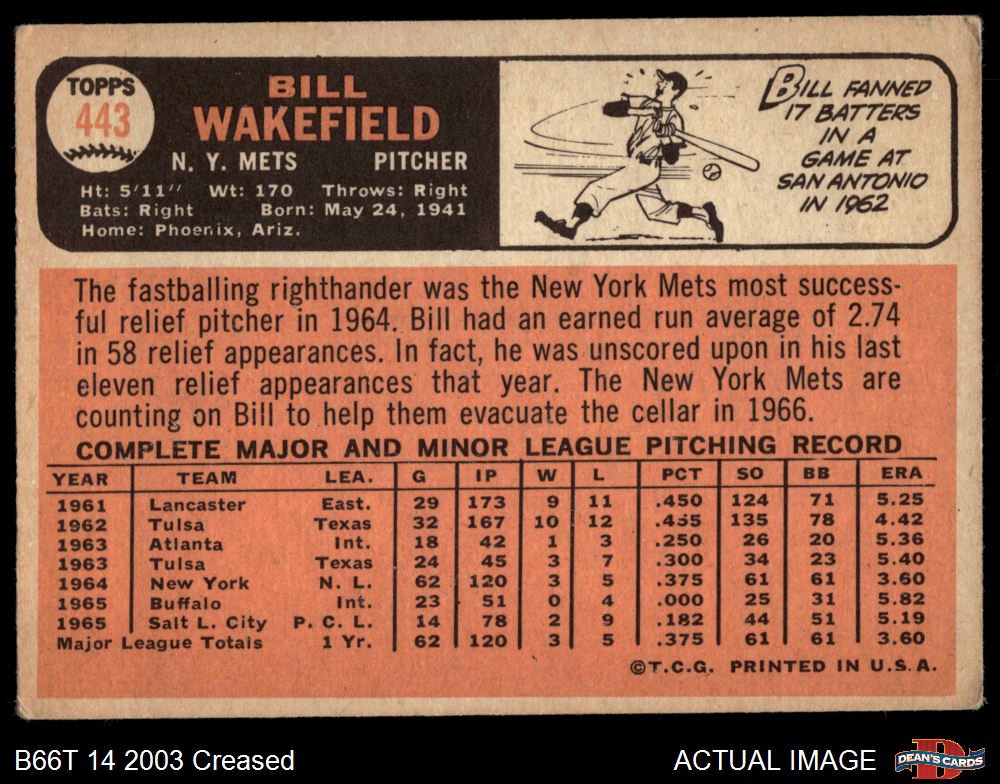 TOPPS
443
BILL
WAKEFIELD
N. Y. METS PITCHER
Ht: 5'11" Wt: 170 Throws: Right
Bats: Right Born: May 24, 1941
Home: Phoenix, Ariz.
BILL FANNED
17 BATTERS
IN A
GAME AT
SAN ANTONIO
IN 1962
The fastballing righthander was the New York Mets most success-
ful relief pitcher in 1964. Bill had an earned run average of 2.74
in 58 relief appearances. In fact, he was unscored upon in his last
eleven relief appearances that year. The New York Mets are
counting on Bill to help them evacuate the cellar in 1966.
COMPLETE MAJOR AND MINOR LEAGUE PITCHING RECORD
YEAR TEAM LEA. G IP W L PCT SO BB ERA
1961 Lancaster East. 29 173 9 11 .450 124 71 5.25
1962 Tulsa Texas 32 167 10 12 .455 135 78 4.42
1963 Atlanta Int. 18 42 1 3 .250 26 20 5.36
1963 Tulsa Texas 24 45 3 7 .300 34 23 5.40
1964 New York N. L. 62 120 3 5 .375 61 61 3.60
1965 Buffalo Int. 23 51 0 4 .000 25 31 5.82
1965 Salt L. City P. C. L. 14 78 2 9 .182 44 51 5.19
Major League Totals 1 Yr. 62 120 3 5 .375 61 61 3.60
©T.C.G. PRINTED IN U.S.A.
B66T 14 2003 Creased
ACTUAL IMAGE
DEAN'S CARDS